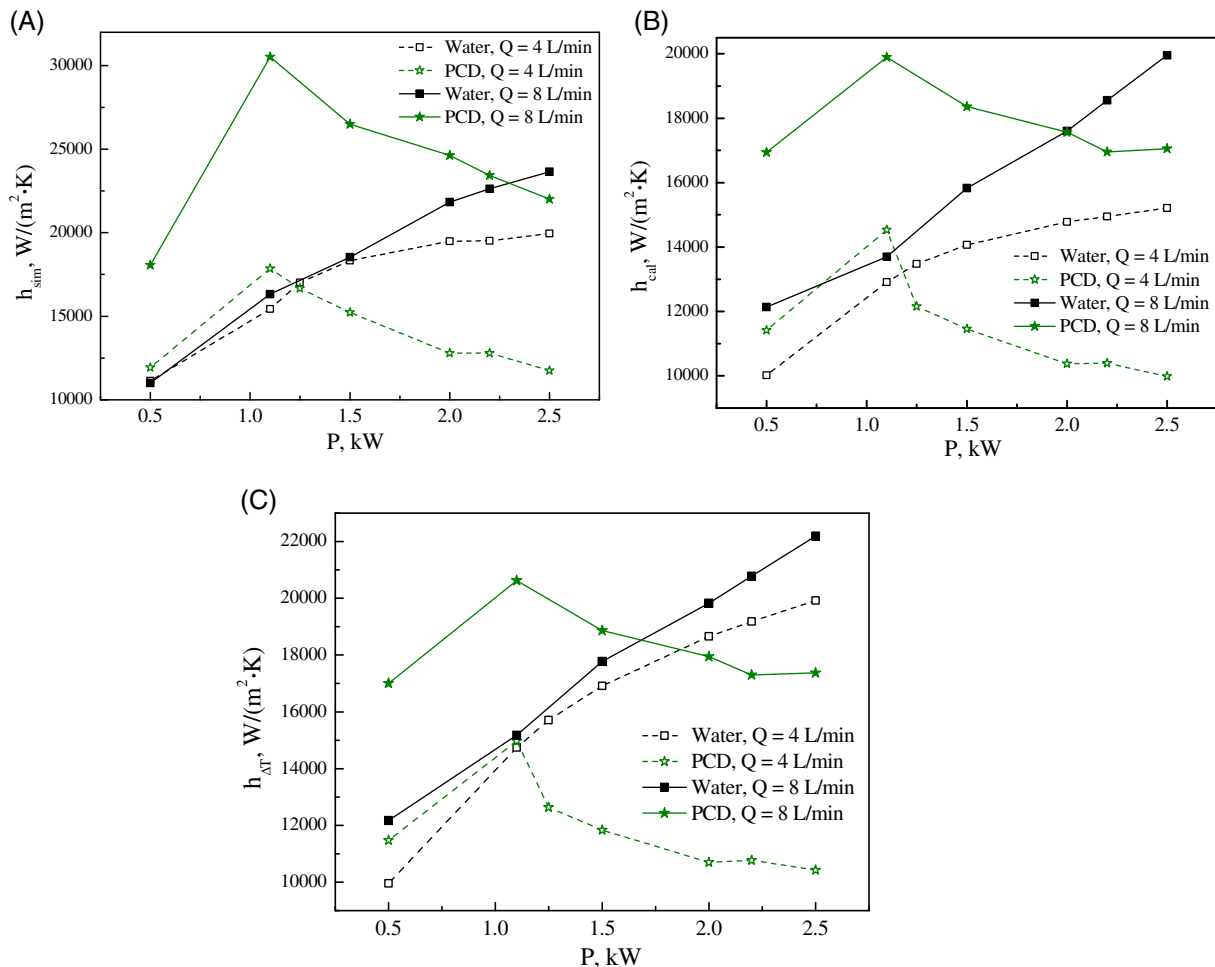 (A)
h_sim, W/(m²·K)
30000
25000
20000
15000
10000
Water, Q = 4 L/min
PCD, Q = 4 L/min
Water, Q = 8 L/min
PCD, Q = 8 L/min
0.5 1.0 1.5 2.0 2.5
P, kW
(B)
h_cal, W/(m²·K)
20000
18000
16000
14000
12000
10000
Water, Q = 4 L/min
PCD, Q = 4 L/min
Water, Q = 8 L/min
PCD, Q = 8 L/min
0.5 1.0 1.5 2.0 2.5
P, kW
(C)
h_ΔT, W/(m²·K)
22000
20000
18000
16000
14000
12000
10000
Water, Q = 4 L/min
PCD, Q = 4 L/min
Water, Q = 8 L/min
PCD, Q = 8 L/min
0.5 1.0 1.5 2.0 2.5
P, kW